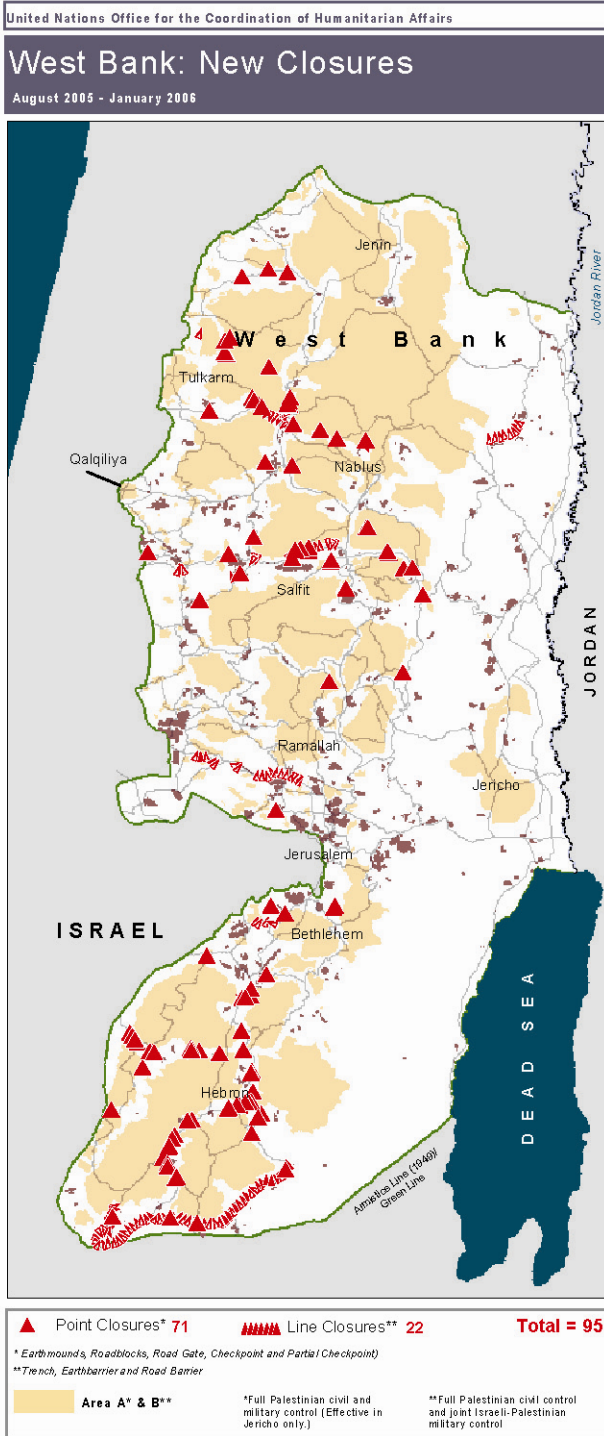 United Nations Office for the Coordination of Humanitarian Affairs
West Bank: New Closures
August 2005 - January 2006
Jenin
Jordan River
West Bank
Tulkarm
Qalqiliya
Nablus
Salfit
JORDAN
Ramallah
Jericho
Jerusalem
ISRAEL
Bethlehem
DEAD SEA
Hebron
Armistice Line (1949)/
Green Line
Point Closures* 71 Line Closures** 22 Total = 95
* Earthmounds, Roadblocks, Road Gate, Checkpoint and Partial Checkpoint)
**Trench, Earthbarrier and Road Barrier
Area A* & B**
*Full Palestinian civil and
military control (Effective in
Jericho only.)
**Full Palestinian civil control
and joint Israeli-Palestinian
military control